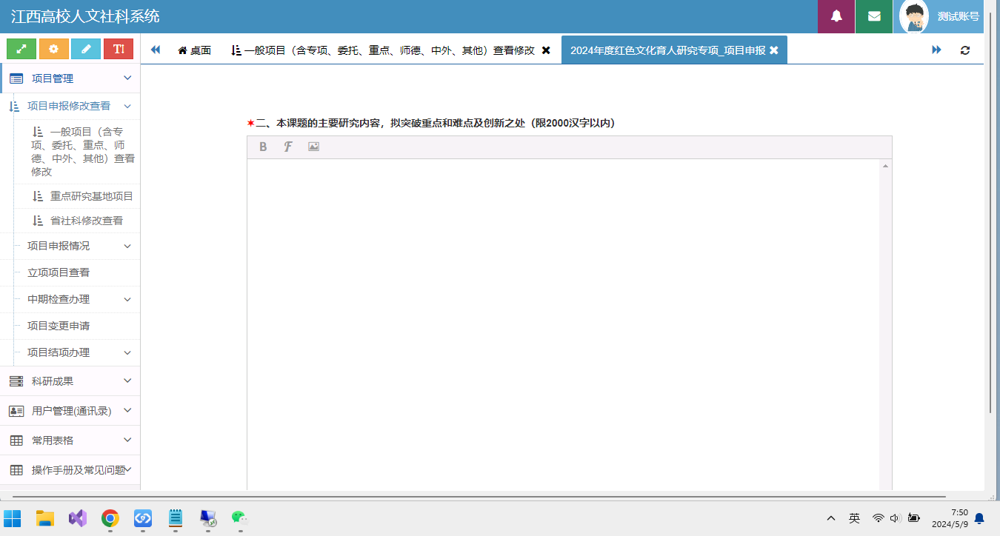 江西高校人文社科系统
测试账号
TI
桌面
一般项目（含专项、委托、重点、师德、中外、其他）查看修改
2024年度红色文化育人研究专项_项目申报
项目管理
项目申报修改查看
一般项目（含专
项、委托、重点、师
德、中外、其他）查看
修改
重点研究基地项目
省社科修改查看
项目申报情况
立项项目查看
中期检查办理
项目变更申请
项目结项办理
科研成果
用户管理(通讯录)
常用表格
操作手册及常见问题
✶二、本课题的主要研究内容，拟突破重点和难点及创新之处（限2000汉字以内）
B F
英
7:50
2024/5/9